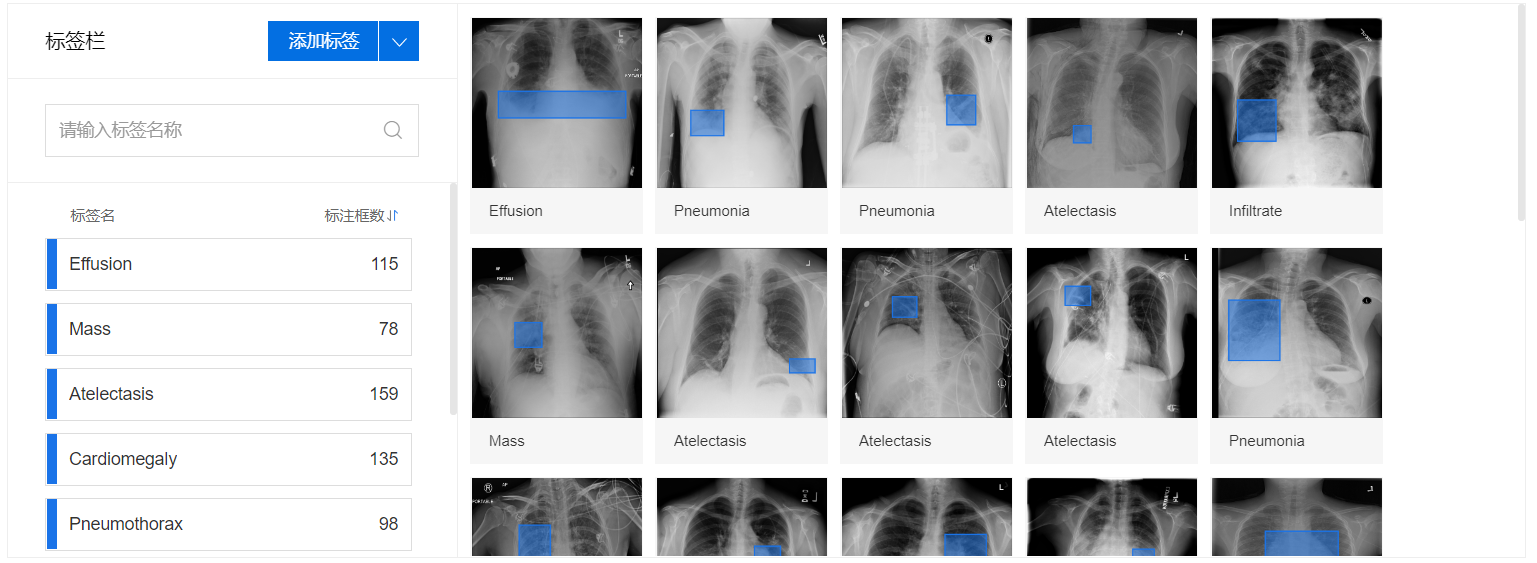 标签栏
添加标签
请输入标签名称
标签名 标注框数
Effusion 115
Mass 78
Atelectasis 159
Cardiomegaly 135
Pneumothorax 98
Effusion Pneumonia Pneumonia Atelectasis Infiltrate
PORTABLE
L
Mass Atelectasis Atelectasis Atelectasis Pneumonia
R
PORTABLE
L